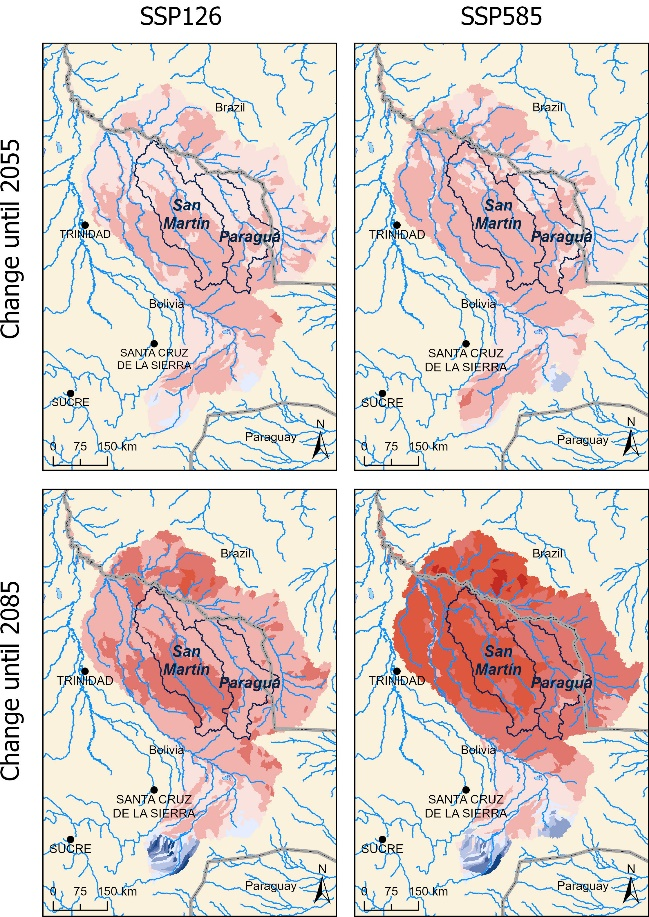 SSP126
SSP585
Change until 2055
Brazil
San
Martín
Paraguá
TRINIDAD
Bolivia
SANTA CRUZ
DE LA SIERRA
SUCRE
Paraguay
N
0 75 150 km
Brazil
San
Martín
Paraguá
TRINIDAD
Bolivia
SANTA CRUZ
DE LA SIERRA
SUCRE
Paraguay
N
0 75 150 km
Change until 2085
Brazil
San
Martín
Paraguá
TRINIDAD
Bolivia
SANTA CRUZ
DE LA SIERRA
SUCRE
Paraguay
N
0 75 150 km
Brazil
San
Martín
Paraguá
TRINIDAD
Bolivia
SANTA CRUZ
DE LA SIERRA
SUCRE
Paraguay
N
0 75 150 km